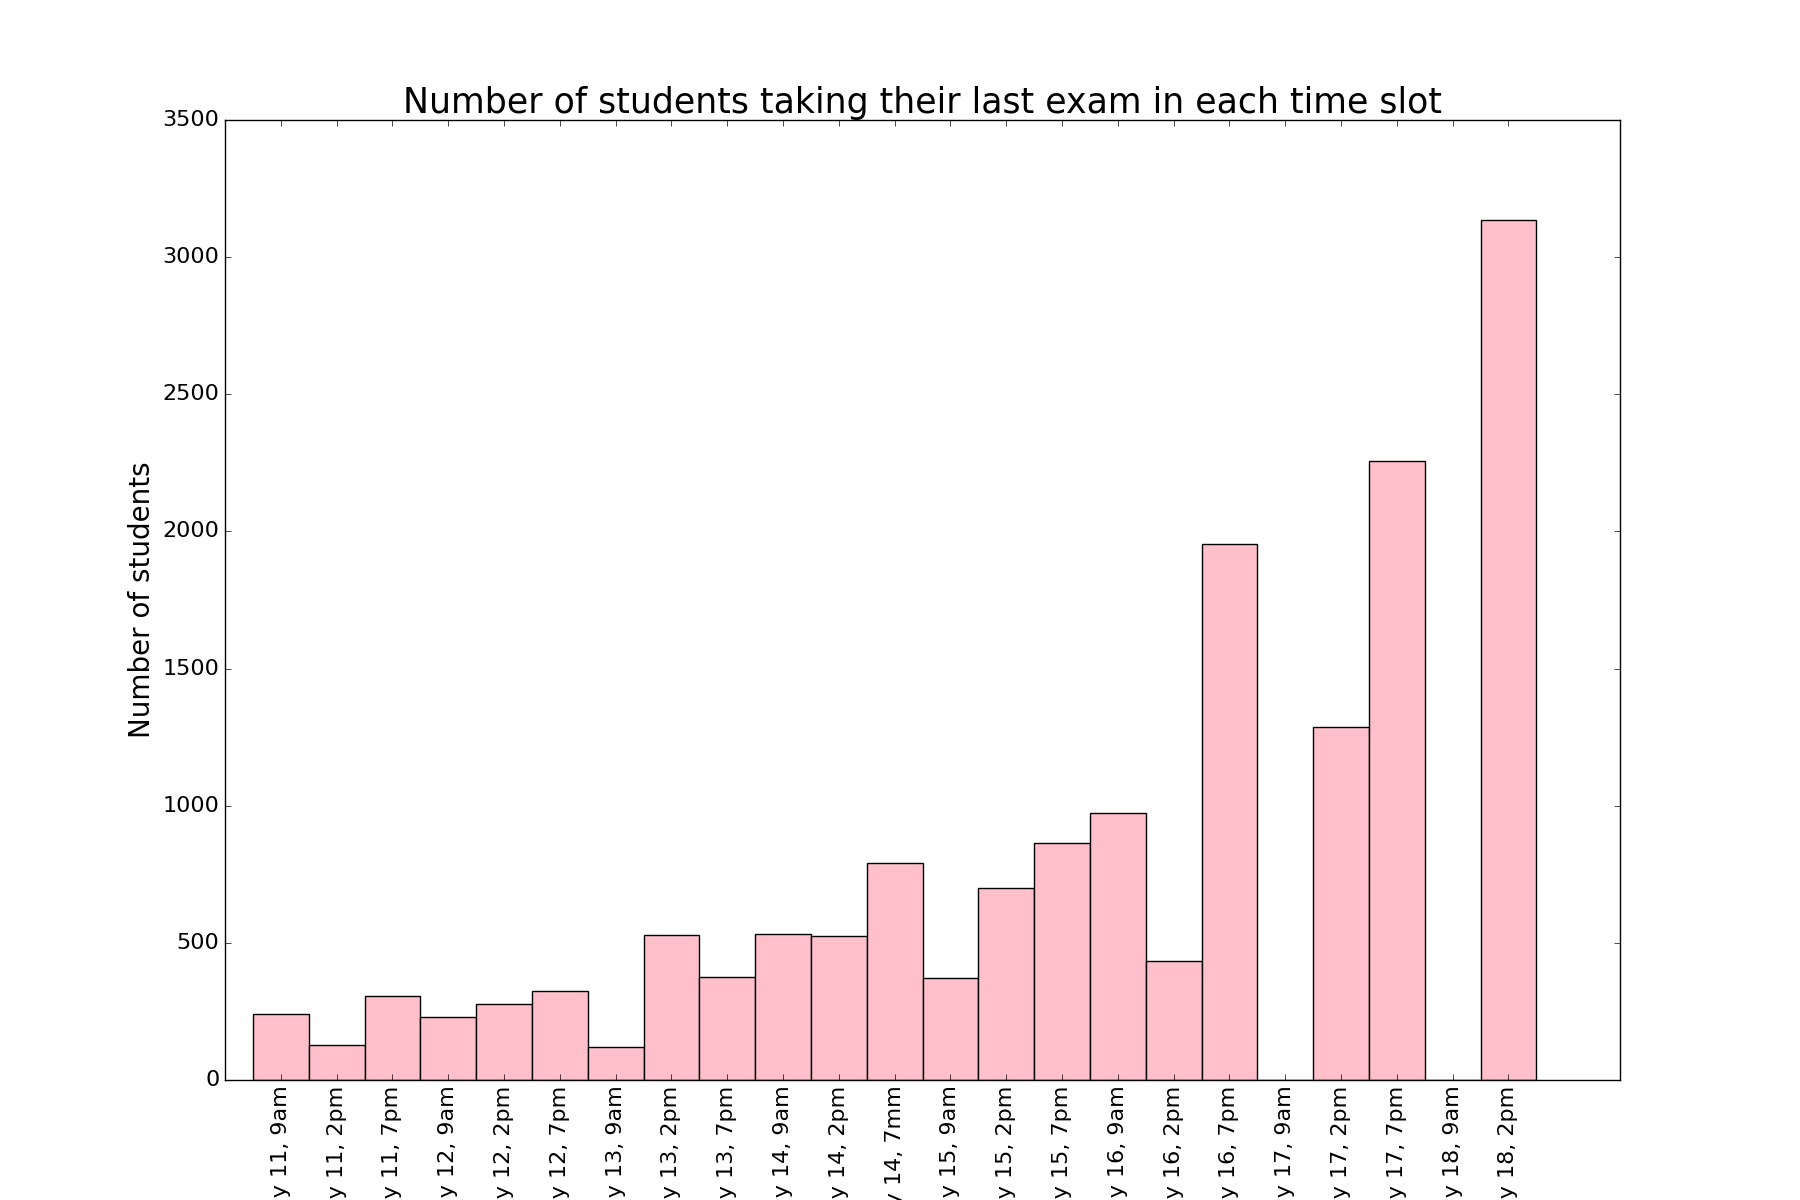 Number of students taking their last exam in each time slot
Number of students
3500
3000
2500
2000
1500
1000
500
0
y 11, 9am
y 11, 2pm
y 11, 7pm
y 12, 9am
y 12, 2pm
y 12, 7pm
y 13, 9am
y 13, 2pm
y 13, 7pm
y 14, 9am
y 14, 2pm
y 14, 7mm
y 15, 9am
y 15, 2pm
y 15, 7pm
y 16, 9am
y 16, 2pm
y 16, 7pm
y 17, 9am
y 17, 2pm
y 17, 7pm
y 18, 9am
y 18, 2pm